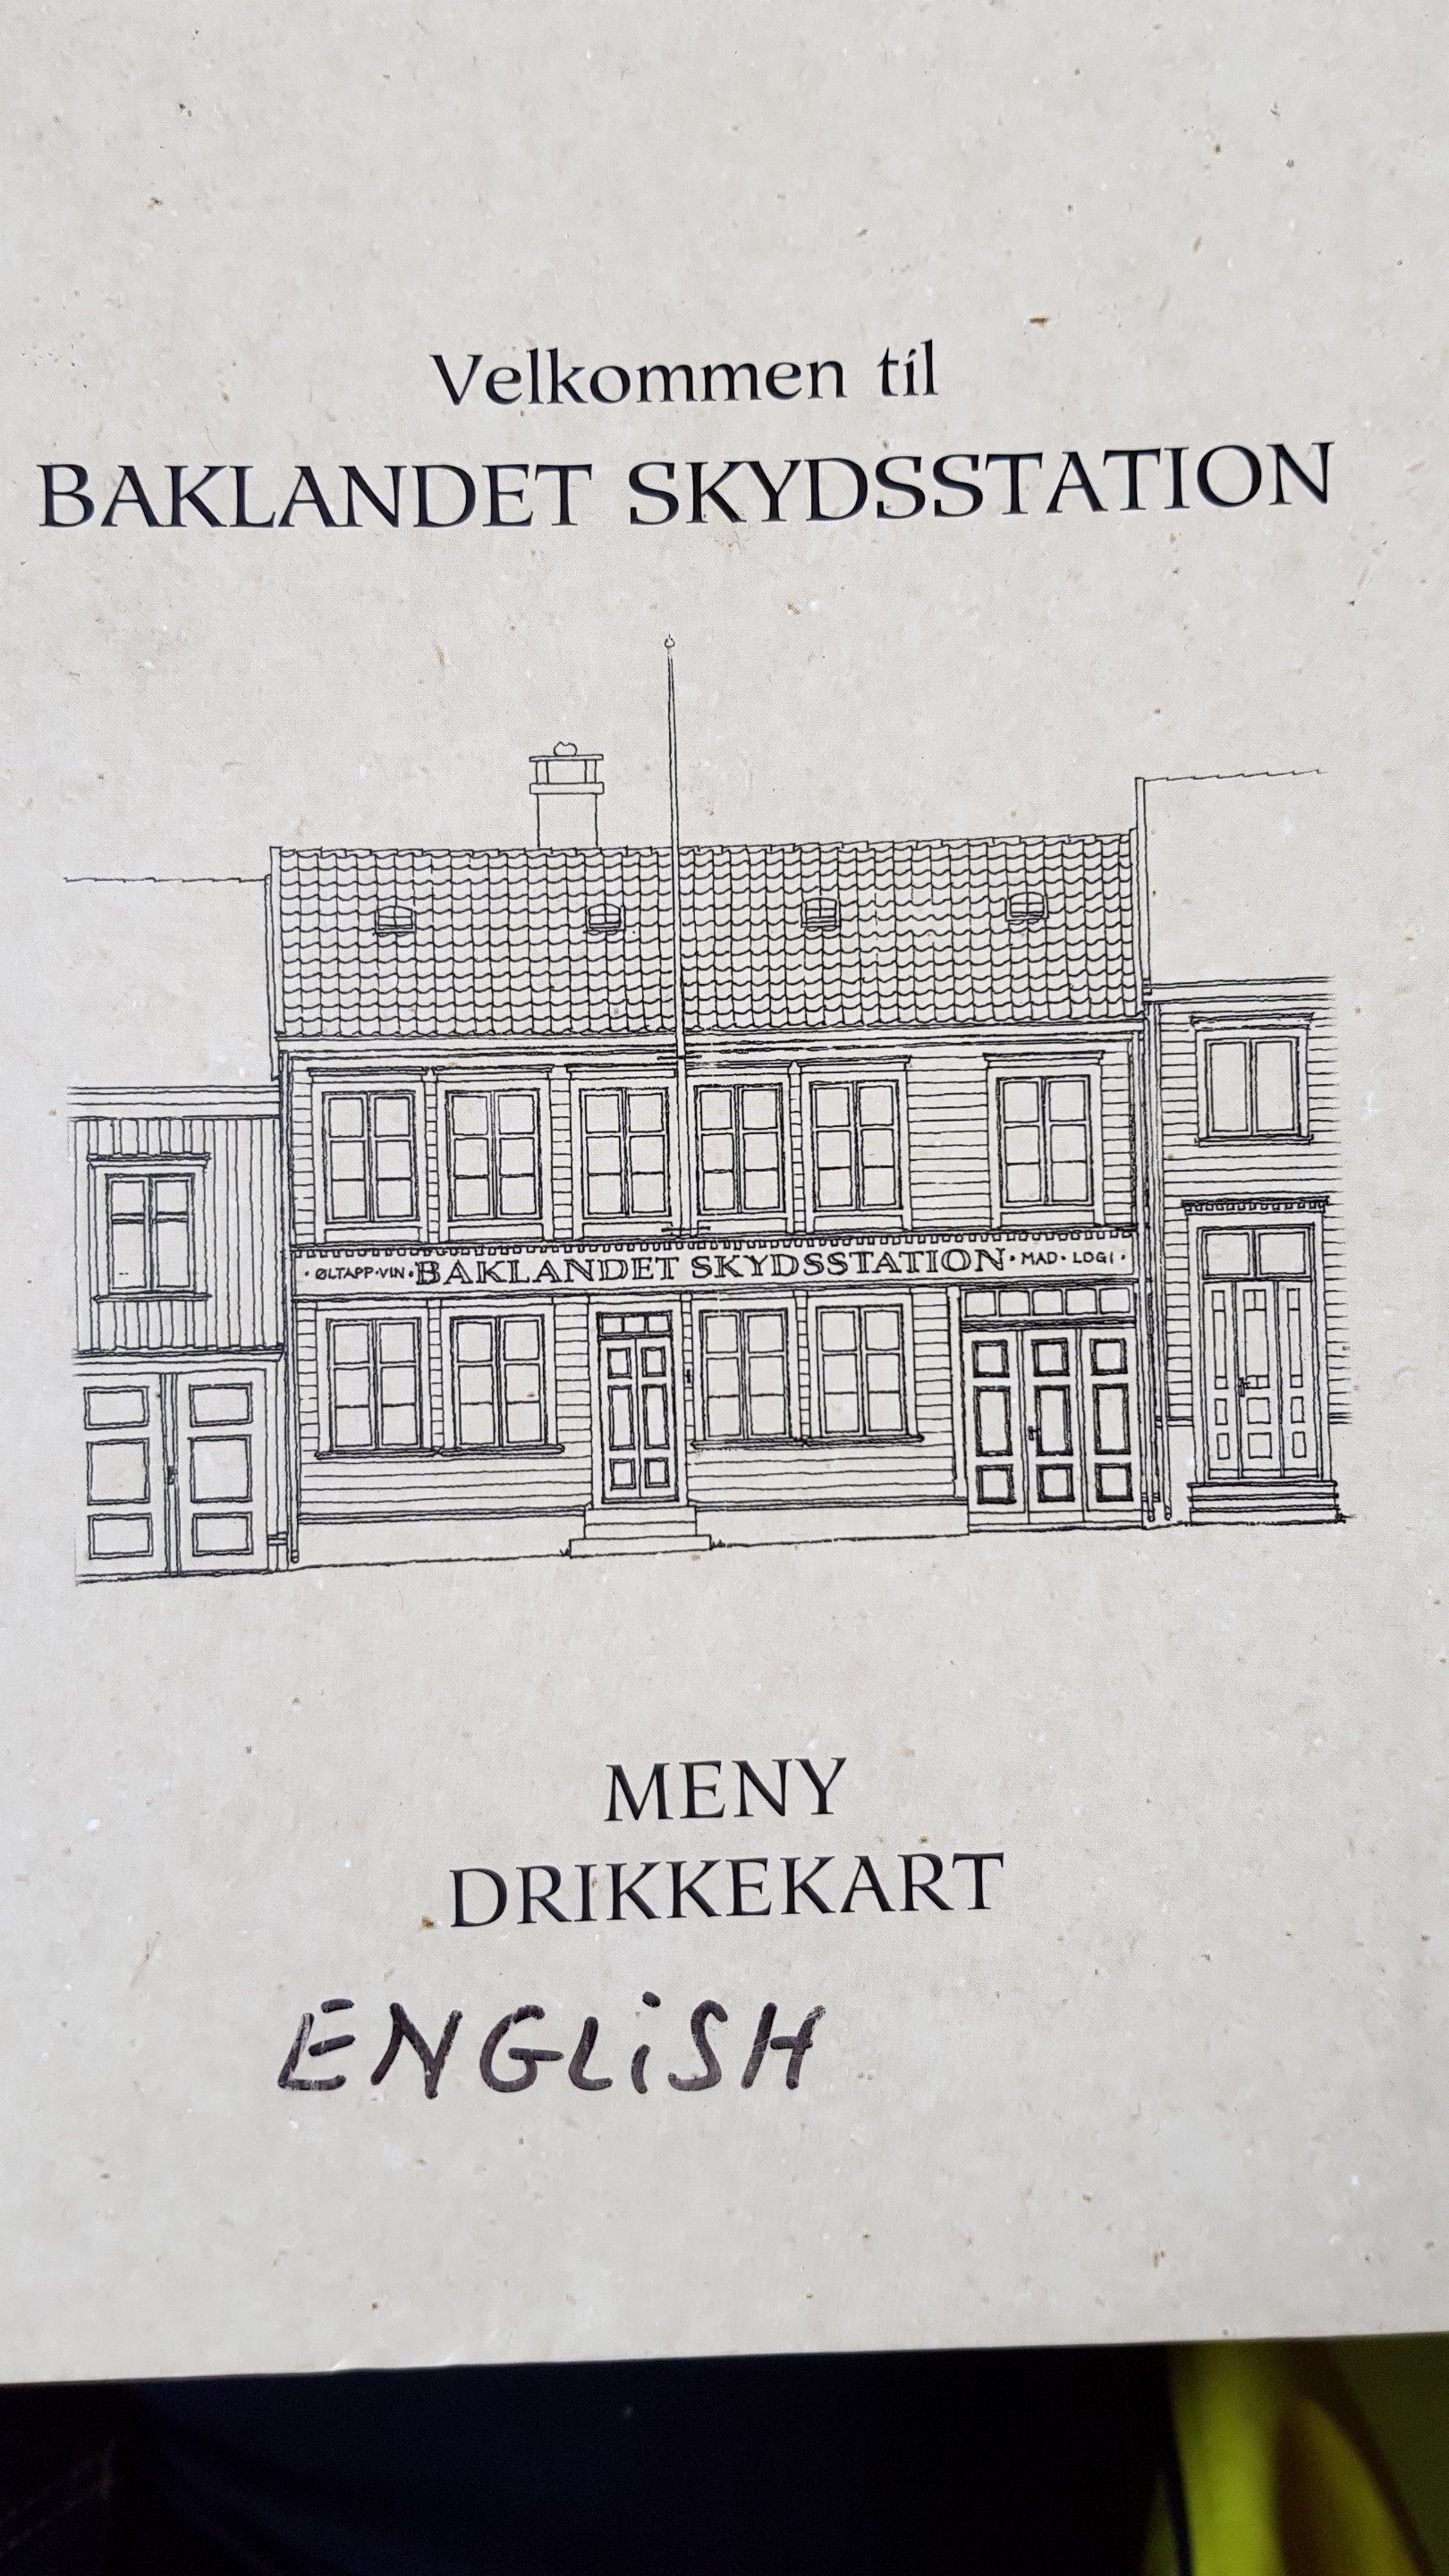 Velkommen til
BAKLANDET SKYDSSTATION
· ØLTAPP · VIN · BAKLANDET SKYDSSTATION · MAD · LOGI ·
MENY
DRIKKEKART
ENGLiSH